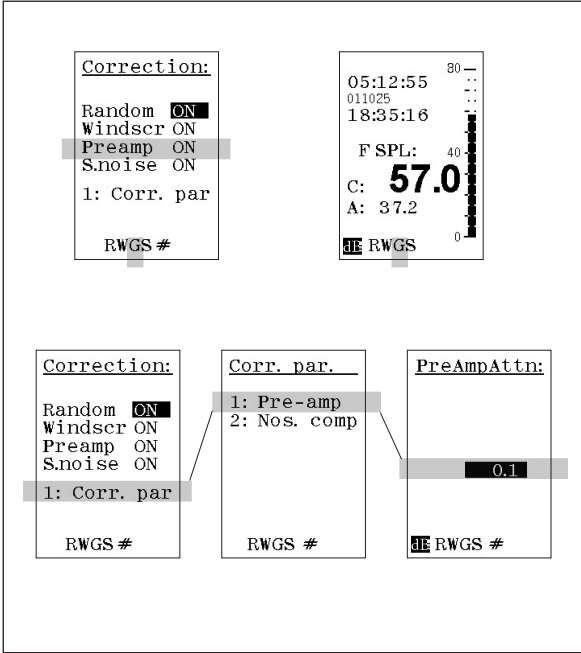 Correction:
Random ON
Windscr ON
Preamp ON
S.noise ON
1: Corr. par
RWGS #
80
05:12:55
011025
18:35:16
F SPL: 40
C: 57.0
A: 37.2
0
dB RWGS
Correction:
Random ON
Windscr ON
Preamp ON
S.noise ON
1: Corr. par
RWGS #
Corr. par.
1: Pre-amp
2: Nos. comp
RWGS #
PreAmpAttn:
0.1
dB RWGS #